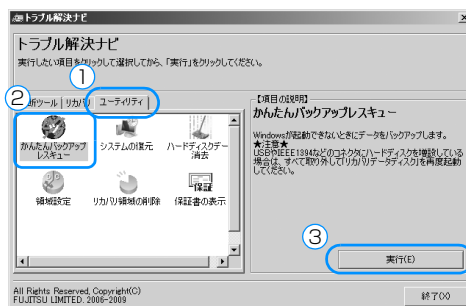 トラブル解決ナビ
トラブル解決ナビ
実行したい項目をクリックして選択してから、「実行」をクリックしてください。
①
②
断ツール
リカバリ
ユーティリティ
かんたんバックアップ
レスキュー
システムの復元
ハードディスクデータ
消去
領域設定
リカバリ領域の削除
保証書の表示
【項目の説明】
かんたんバックアップレスキュー
Windowsが起動できないときにデータをバックアップします。
★注意★
USBやIEEE1394などのコネクタにハードディスクを増設している
場合は、すべて取り外して「リカバリデータディスク」を再度起動
してください。
③
実行(E)
All Rights Reserved, Copyright(C)
FUJITSU LIMITED. 2006-2009
終了(X)